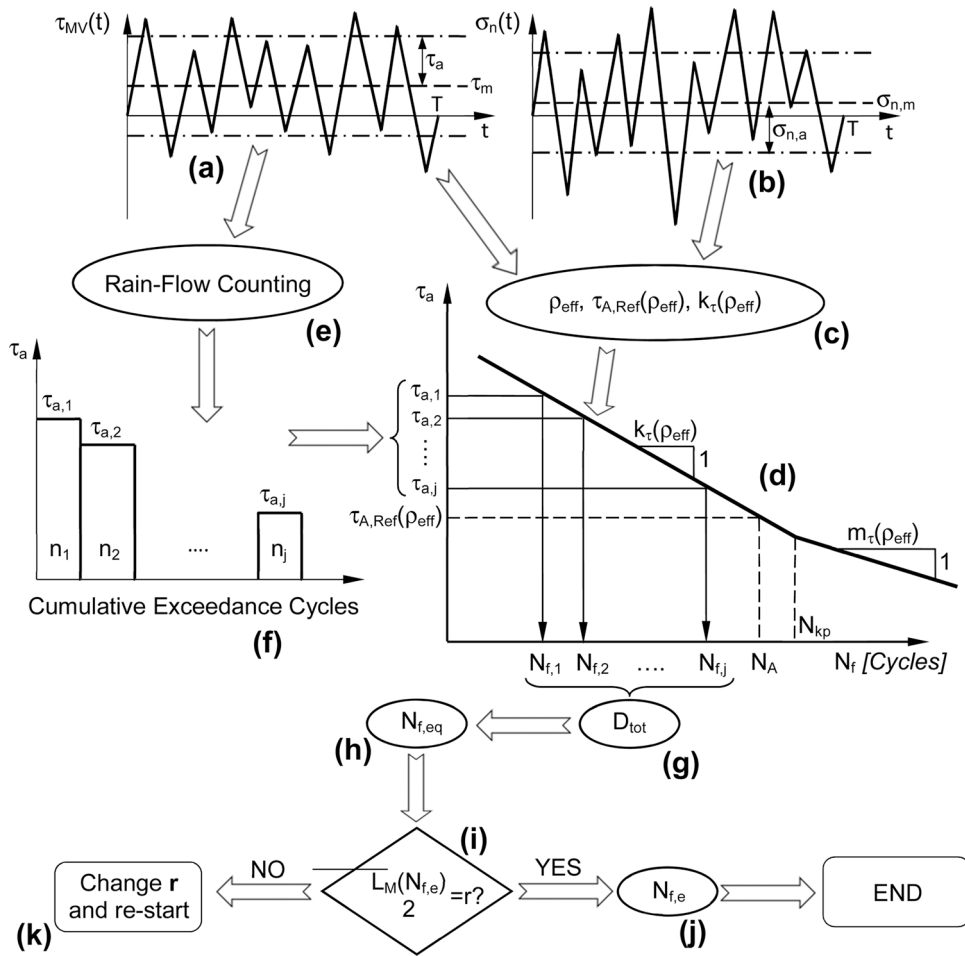 τMV(t)
τa
τm
T
t
(a)
σn(t)
σn,m
σn,a
T
t
(b)
Rain-Flow Counting
(e)
ρeff, τA,Ref(ρeff), kτ(ρeff)
(c)
τa
τa,1
τa,2
τa,j
n1
n2
....
nj
Cumulative Exceedance Cycles
(f)
τa
τa,1
τa,2
....
τa,j
τA,Ref(ρeff)
kτ(ρeff)
1
(d)
mτ(ρeff)
1
Nkp
Nf,1
Nf,2
....
Nf,j
NA
Nf [Cycles]
Dtot
(g)
Nf,eq
(h)
(i)
LM(Nf,e)
2
=r?
NO
YES
Change r
and re-start
(k)
Nf,e
(j)
END